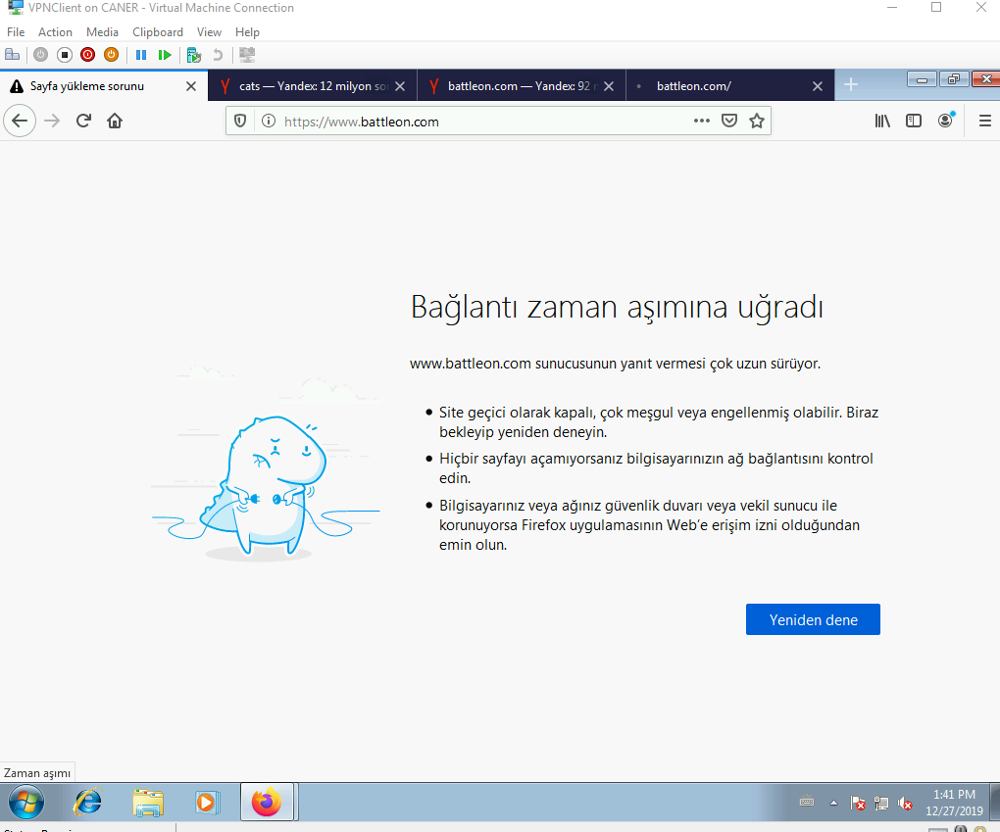 VPNClient on CANER - Virtual Machine Connection
File Action Media Clipboard View Help
Sayfa yükleme sorunu
cats — Yandex: 12 milyon so
battleon.com — Yandex: 92
battleon.com/
https://www.battleon.com
Bağlantı zaman aşımına uğradı
www.battleon.com sunucusunun yanıt vermesi çok uzun sürüyor.
Site geçici olarak kapalı, çok meşgul veya engellenmiş olabilir. Biraz
bekleyip yeniden deneyin.
Hiçbir sayfayı açamıyorsanız bilgisayarınızın ağ bağlantısını kontrol
edin.
Bilgisayarınız veya ağınız güvenlik duvarı veya vekil sunucu ile
korunuyorsa Firefox uygulamasının Web'e erişim izni olduğundan
emin olun.
Yeniden dene
Zaman aşımı
1:41 PM
12/27/2019